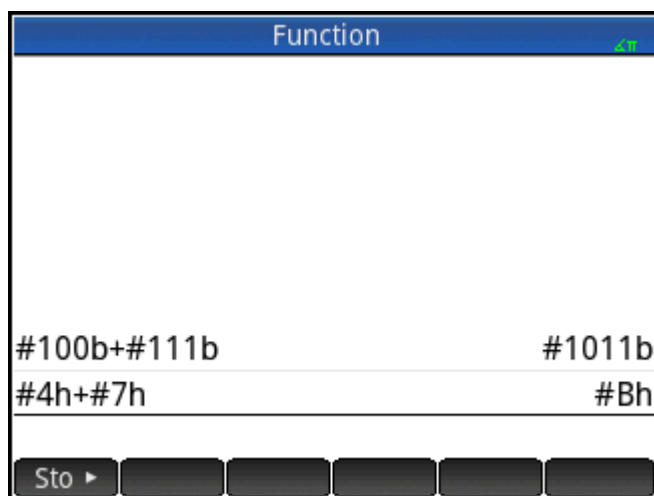 Function
∡π
#100b+#111b #1011b
#4h+#7h #Bh
Sto ►